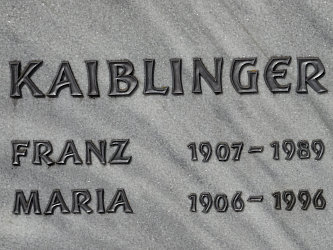 KAIBLINGER
FRANZ 1907 – 1989
MARIA 1906 – 1996